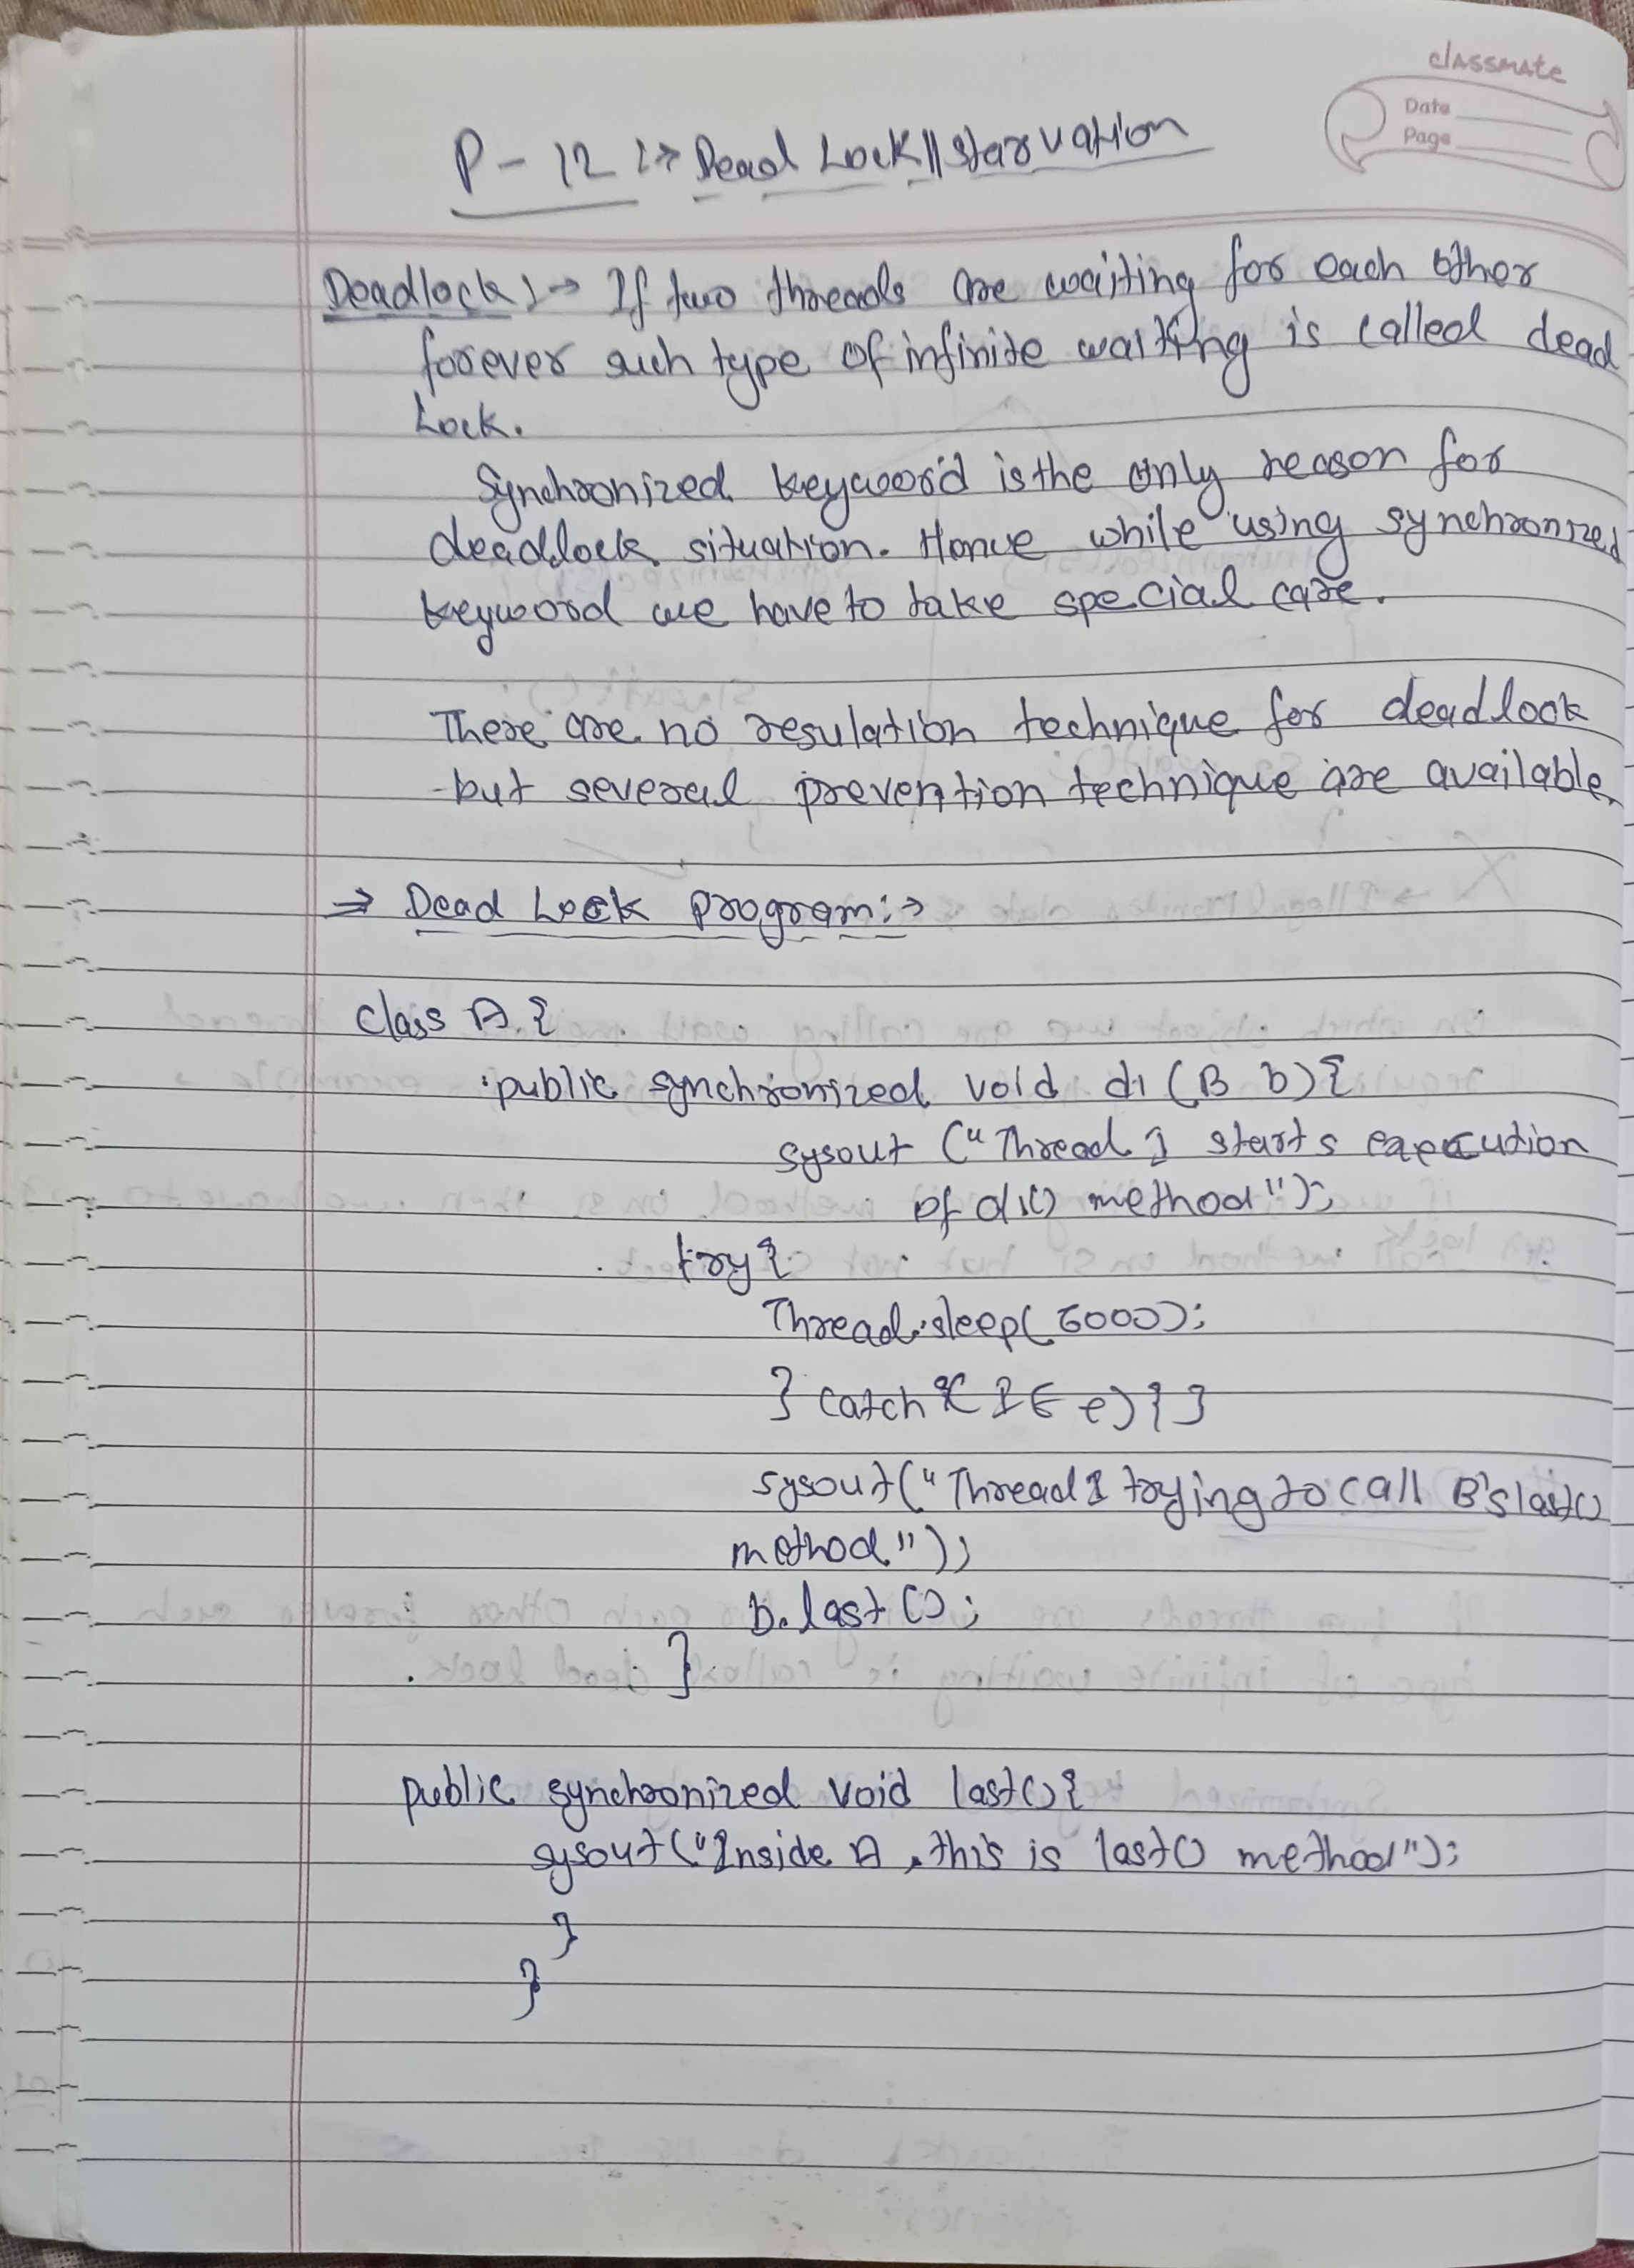 classmate
Date
Page
P - 12 :→ Dead Lock || starvation
Deadlock :→ If two threads are waiting for each other
forever such type of infinite waiting is called dead
Lock.
Synchronized keyword is the only reason for
deadlock situation. Hence while using synchronized
keyword we have to take special care.
There are no resulation technique for deadlock
but several prevention technique are available.
⇒ Dead Lock program :→
class A {
public synchronized void d1 (B b) {
sysout ("Thread 1 starts execution
of d1() method");
try {
Thread.sleep(6000);
} catch ( IE e) { }
sysout("Thread 1 trying to call B's last()
method");
b.last();
}
public synchronized void last() {
sysout("Inside A, this is last() method");
}
}